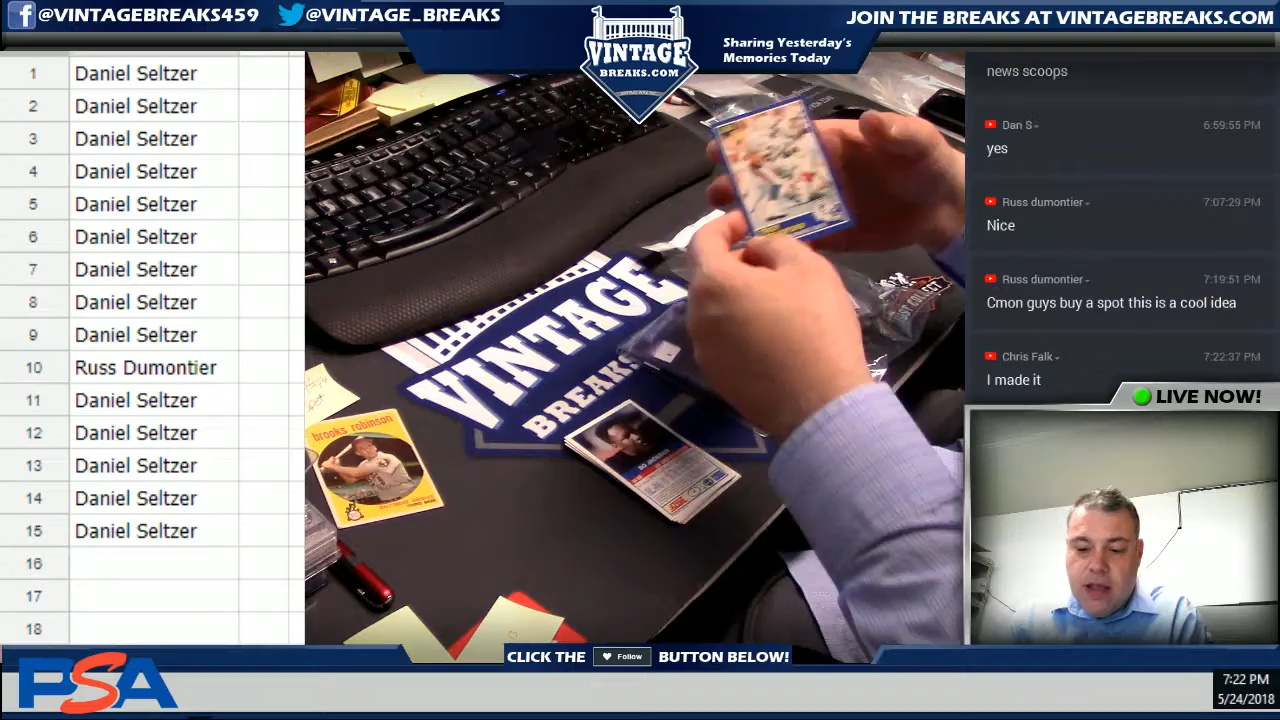 @VINTAGEBREAKS459
@VINTAGE_BREAKS
JOIN THE BREAKS AT VINTAGEBREAKS.COM
VINTAGE
BREAKS.COM
Sharing Yesterday's
Memories Today
1 Daniel Seltzer
2 Daniel Seltzer
3 Daniel Seltzer
4 Daniel Seltzer
5 Daniel Seltzer
6 Daniel Seltzer
7 Daniel Seltzer
8 Daniel Seltzer
9 Daniel Seltzer
10 Russ Dumontier
11 Daniel Seltzer
12 Daniel Seltzer
13 Daniel Seltzer
14 Daniel Seltzer
15 Daniel Seltzer
16
17
18
VINTAGE
BREAKS
brooks robinson
BO JACKSON
news scoops
Dan S
6:59:55 PM
yes
Russ dumontier
7:07:29 PM
Nice
Russ dumontier
7:19:51 PM
Cmon guys buy a spot this is a cool idea
Chris Falk
7:22:37 PM
I made it
LIVE NOW!
CLICK THE Follow BUTTON BELOW!
PSA
7:22 PM
5/24/2018